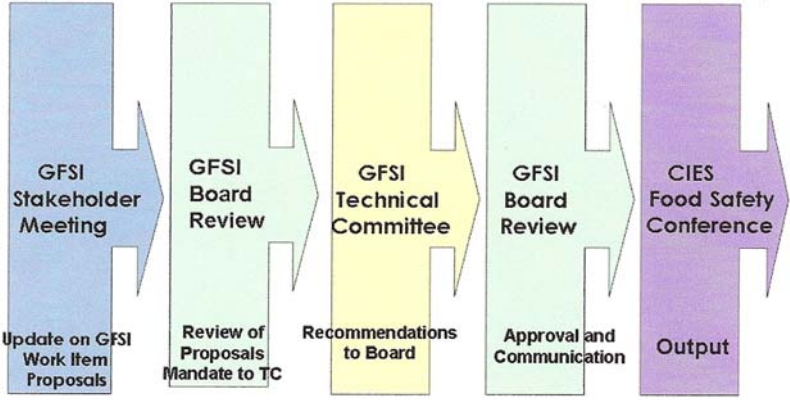 GFSI
Stakeholder
Meeting
Update on GFSI
Work Item
Proposals
GFSI
Board
Review
Review of
Proposals
Mandate to TC
GFSI
Technical
Committee
Recommendations
to Board
GFSI
Board
Review
Approval and
Communication
CIES
Food Safety
Conference
Output